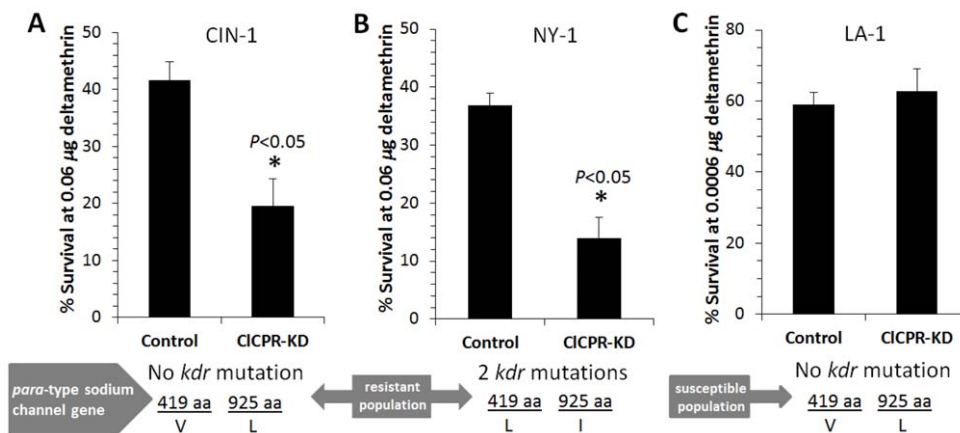 A
CIN-1
% Survival at 0.06 µg deltamethrin
50
40
30
20
10
0
P<0.05
*
Control
ClCPR-KD
B
NY-1
% Survival at 0.06 µg deltamethrin
50
40
30
20
10
0
P<0.05
*
Control
ClCPR-KD
C
LA-1
% Survival at 0.0006 µg deltamethrin
80
60
40
20
0
Control
ClCPR-KD
para-type sodium
channel gene
No kdr mutation
419 aa 925 aa
V L
resistant
population
2 kdr mutations
419 aa 925 aa
L I
susceptible
population
No kdr mutation
419 aa 925 aa
V L